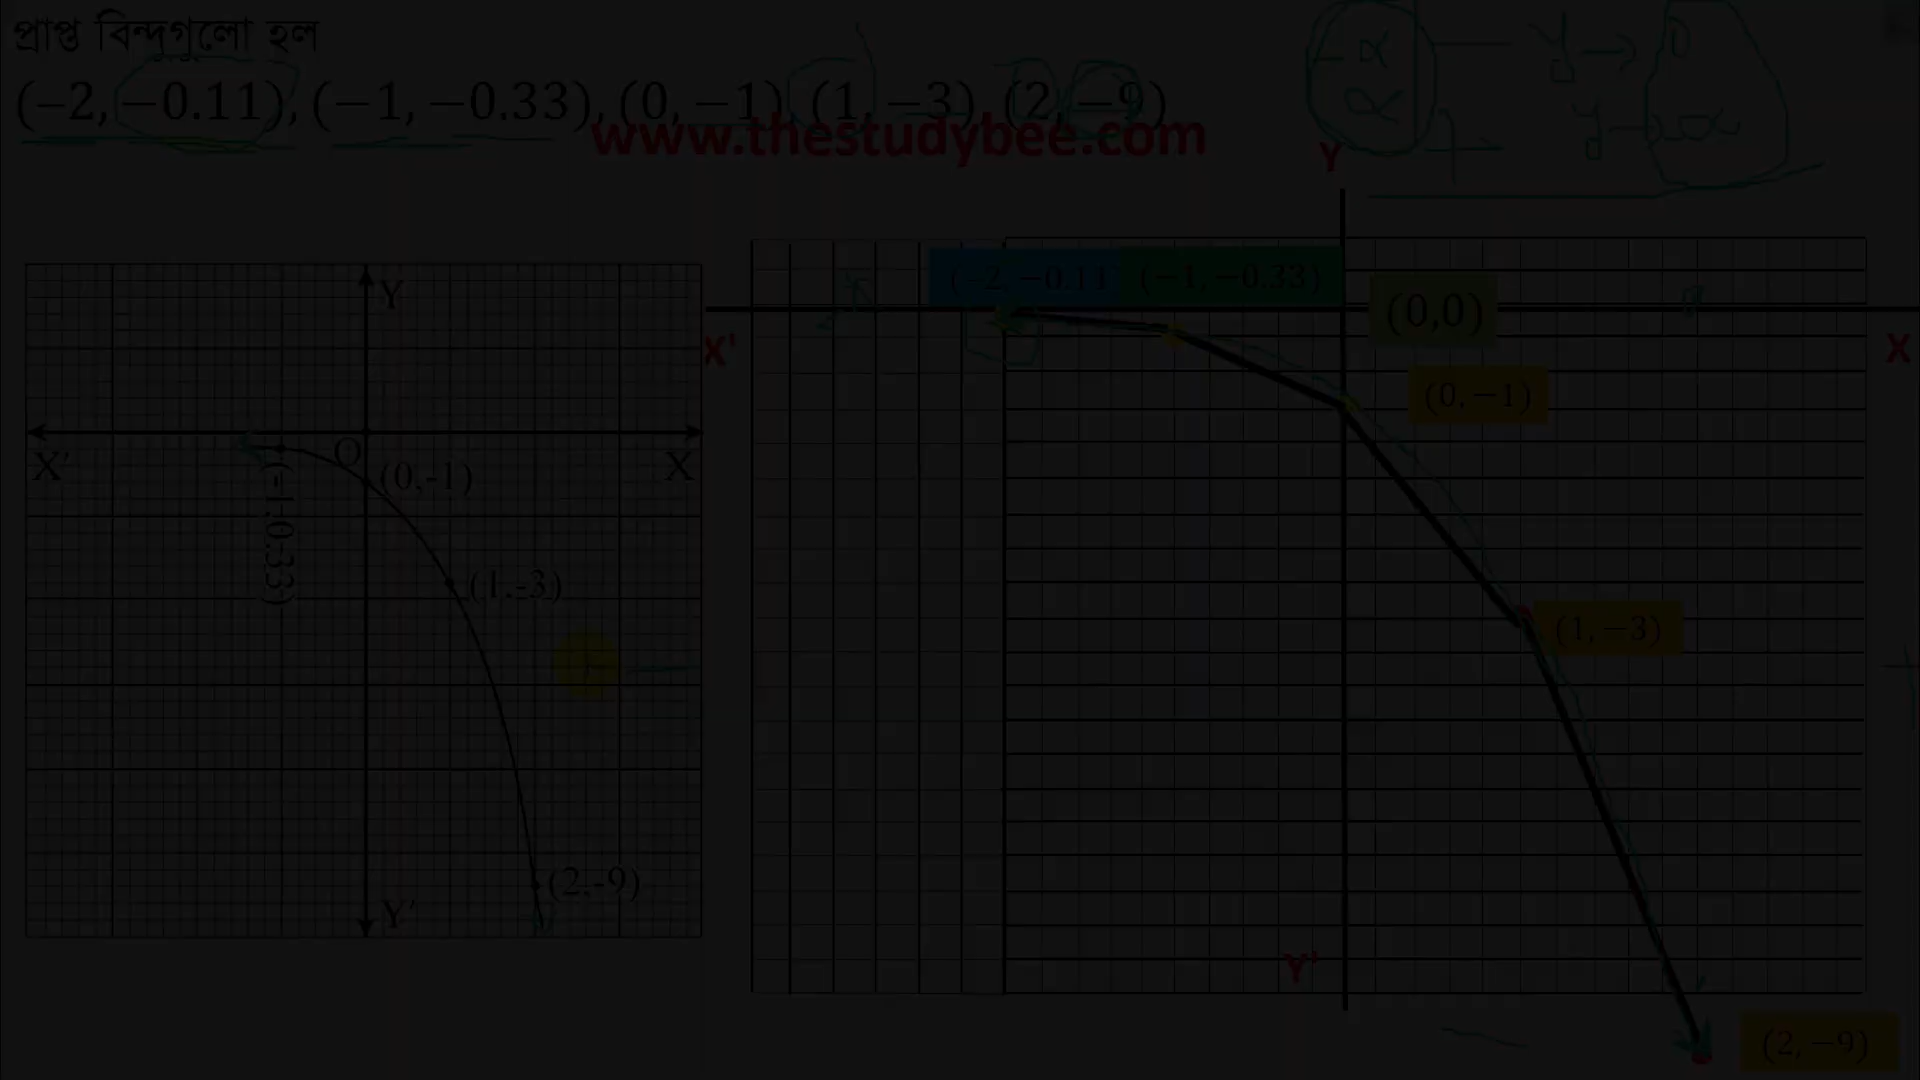 প্রাপ্ত বিন্দুগুলো হল
(−2, −0.11), (−1, −0.33), (0, −1), (1, −3), (2, −9)
www.thestudybee.com
− α
y → 0
α
y → α
Y
(−2, −0.11) (−1, −0.33)
(0,0)
X'
X
(0, −1)
(1, −3)
Y'
(2, −9)
Y
X'
O
X
(0,-1)
(-1,-0.33)
(1,-3)
(2,-9)
Y'